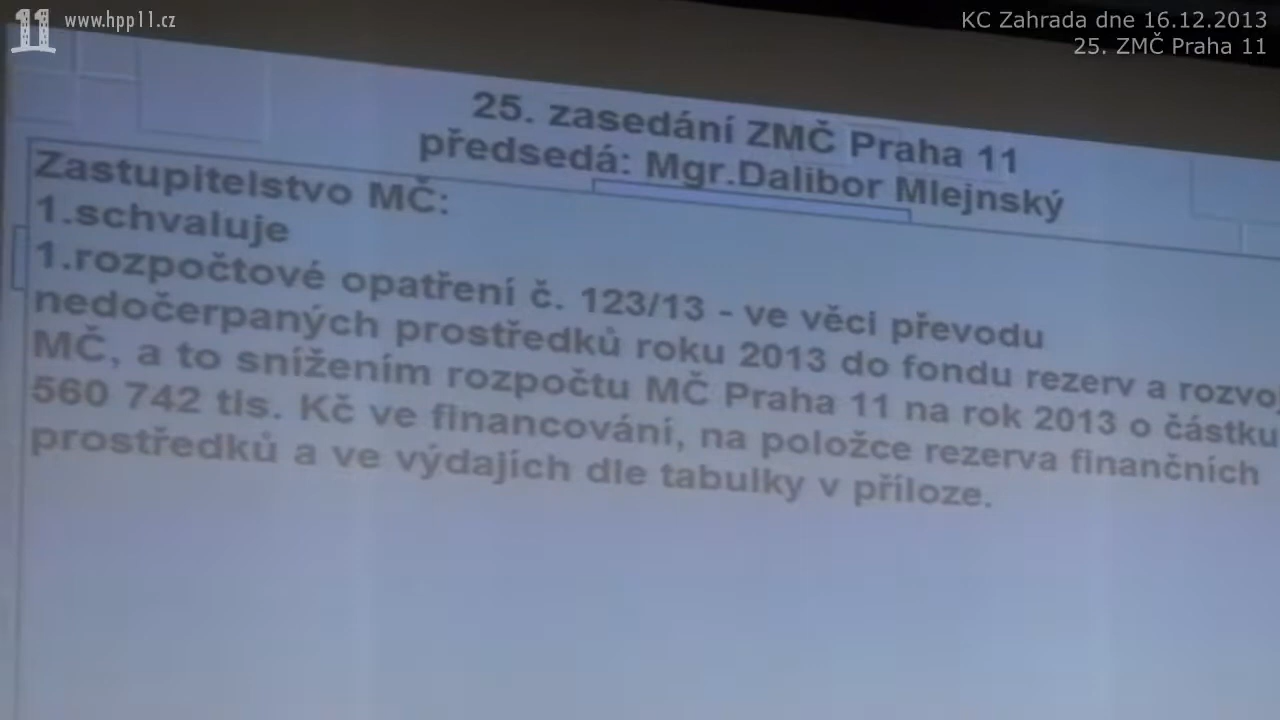 11 www.hpp11.cz
KC Zahrada dne 16.12.2013
25. ZMČ Praha 11
25. zasedání ZMČ Praha 11
předsedá: Mgr.Dalibor Mlejnský
Zastupitelstvo MČ:
1.schvaluje
1.rozpočtové opatření č. 123/13 - ve věci převodu
nedočerpaných prostředků roku 2013 do fondu rezerv a rozvo
MČ, a to snížením rozpočtu MČ Praha 11 na rok 2013 o částku
560 742 tis. Kč ve financování, na položce rezerva finančních
prostředků a ve výdajích dle tabulky v příloze.